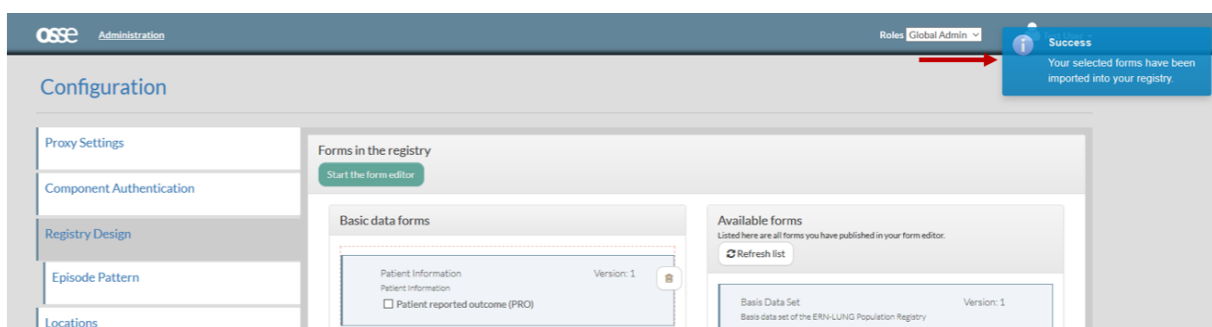 osse Administration Roles Global Admin
Success
Your selected forms have been
imported into your registry.
Configuration
Proxy Settings
Component Authentication
Registry Design
Episode Pattern
Locations
Forms in the registry
Start the form editor
Basic data forms
Patient Information Version: 1
Patient Information
Patient reported outcome (PRO)
Available forms
Listed here are all forms you have published in your form editor.
Refresh list
Basis Data Set Version: 1
Basis data set of the ERN-LUNG Population Registry